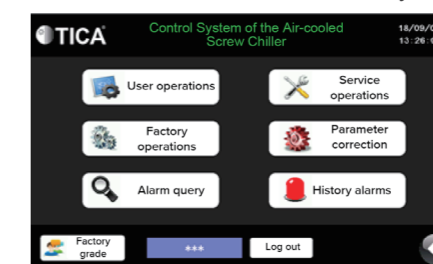 TICA
Control System of the Air-cooled
Screw Chiller
18/09/0
13:26:
User operations
Service
operations
Factory
operations
Parameter
correction
Alarm query
History alarms
Factory
grade
***
Log out